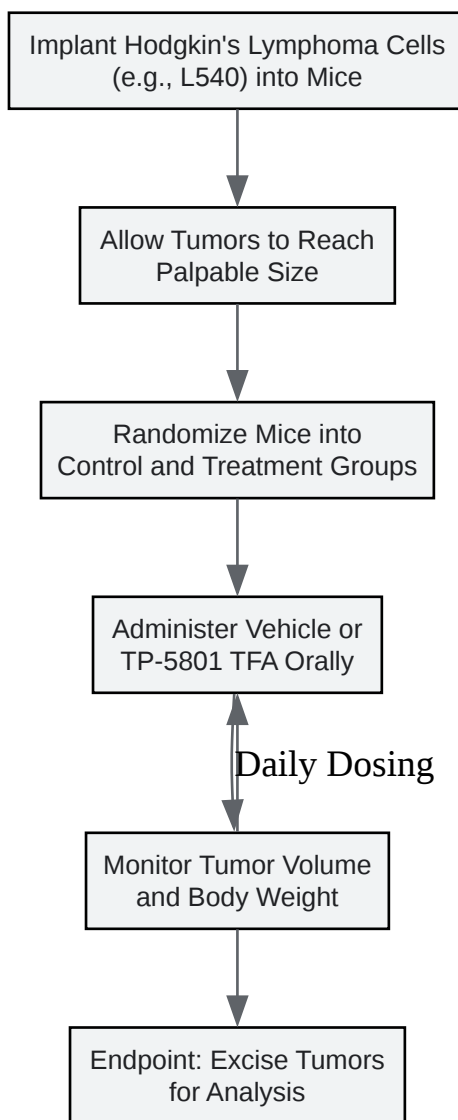 Implant Hodgkin's Lymphoma Cells
(e.g., L540) into Mice
Allow Tumors to Reach
Palpable Size
Randomize Mice into
Control and Treatment Groups
Administer Vehicle or
TP-5801 TFA Orally
Daily Dosing
Monitor Tumor Volume
and Body Weight
Endpoint: Excise Tumors
for Analysis